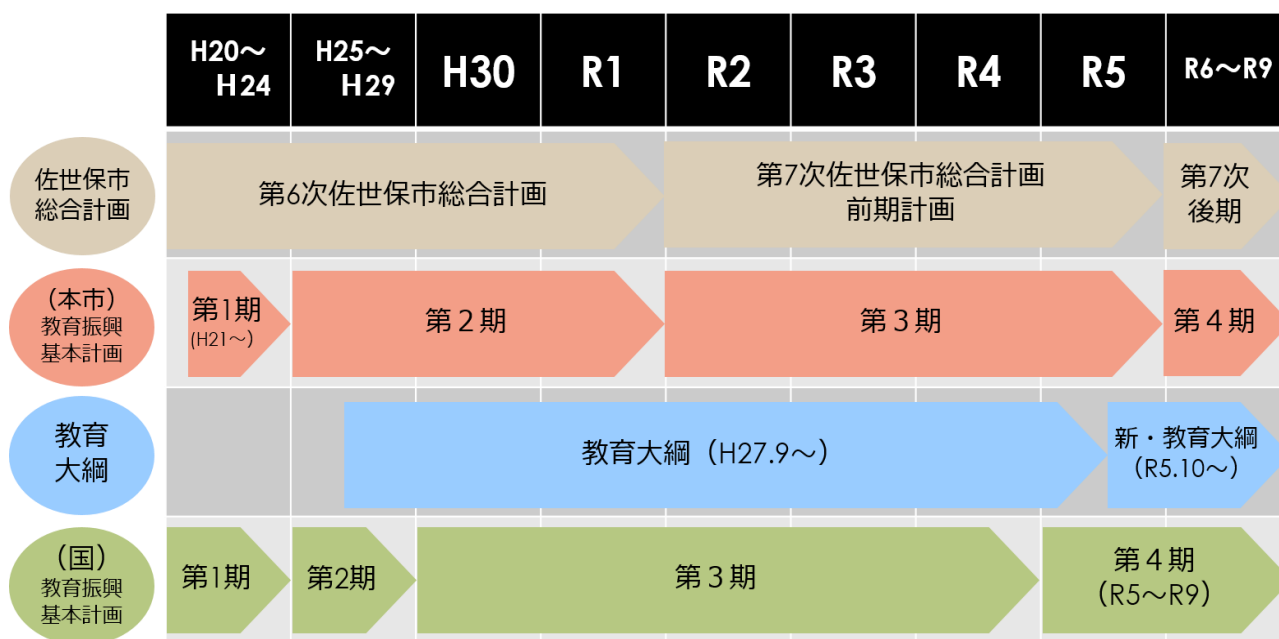 H20～
H24
H25～
H29
H30
R1
R2
R3
R4
R5
R6～R9
佐世保市
総合計画
第6次佐世保市総合計画
第7次佐世保市総合計画
前期計画
第7次
後期
（本市）
教育振興
基本計画
第1期
(H21～)
第２期
第３期
第４期
教育
大綱
教育大綱（H27.9～）
新・教育大綱
（R5.10～）
（国）
教育振興
基本計画
第1期
第2期
第３期
第４期
（R5～R9）